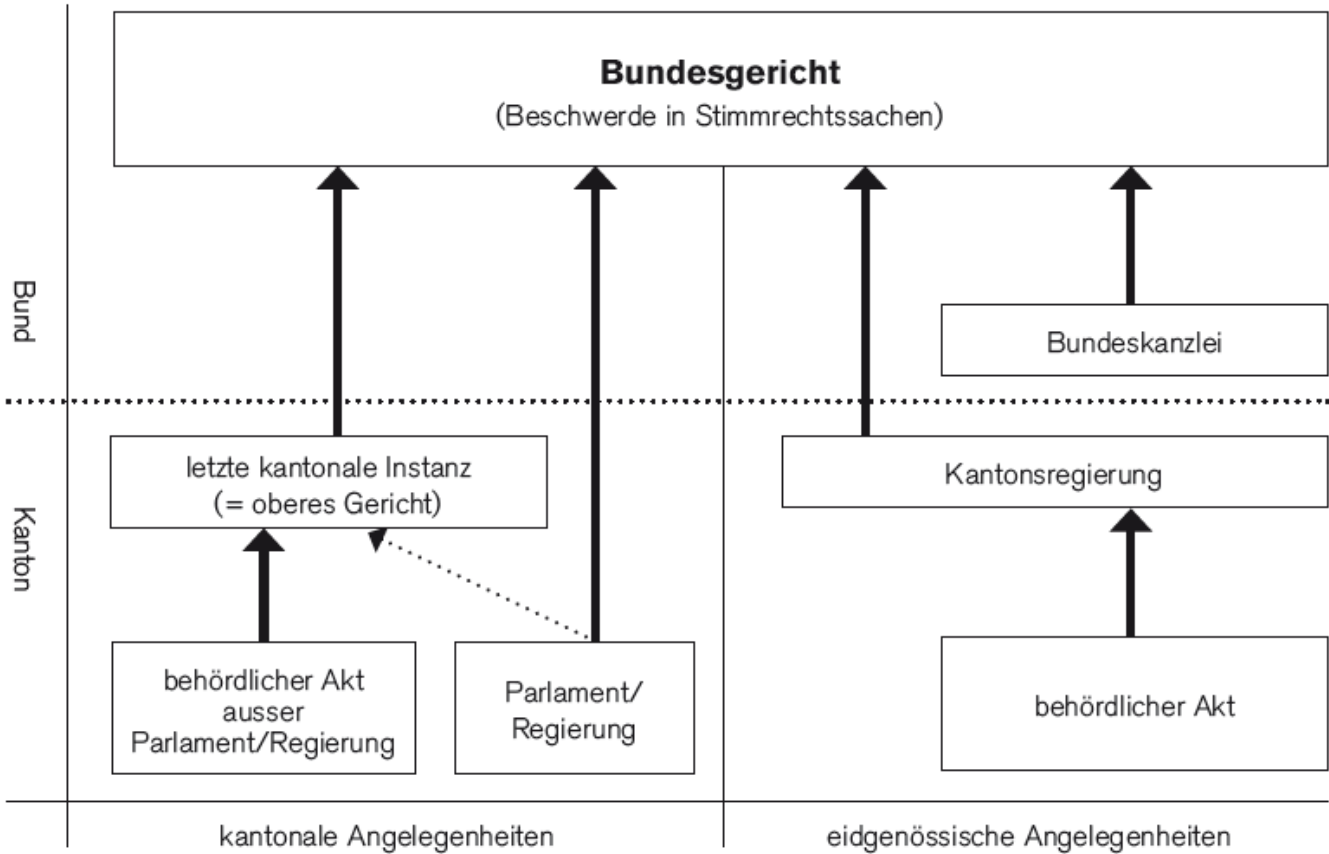 Bundesgericht
(Beschwerde in Stimmrechtssachen)
Bund
Bundeskanzlei
letzte kantonale Instanz
(= oberes Gericht)
Kantonsregierung
Kanton
behördlicher Akt
ausser
Parlament/Regierung
Parlament/
Regierung
behördlicher Akt
kantonale Angelegenheiten
eidgenössische Angelegenheiten